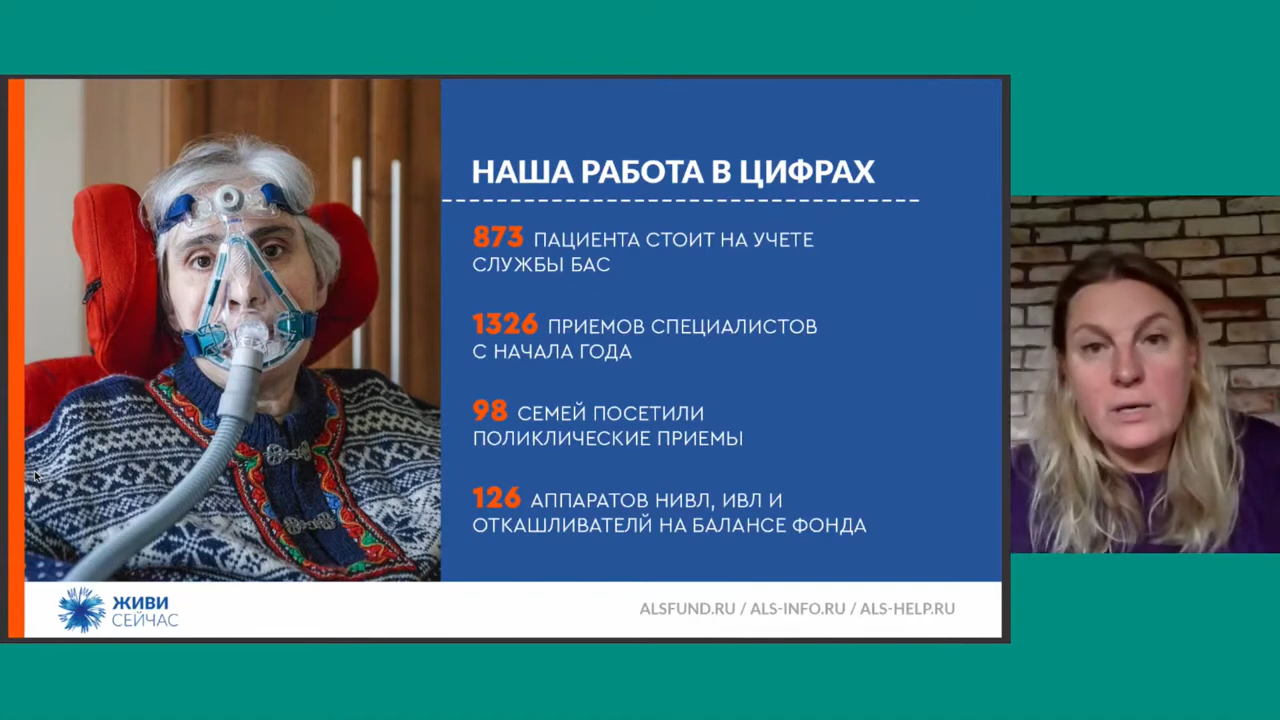 НАША РАБОТА В ЦИФРАХ
873 ПАЦИЕНТА СТОИТ НА УЧЕТЕ
СЛУЖБЫ БАС
1326 ПРИЕМОВ СПЕЦИАЛИСТОВ
С НАЧАЛА ГОДА
98 СЕМЕЙ ПОСЕТИЛИ
ПОЛИКЛИЧЕСКИЕ ПРИЕМЫ
126 АППАРАТОВ НИВЛ, ИВЛ И
ОТКАШЛИВАТЕЛЙ НА БАЛАНСЕ ФОНДА
ЖИВИ
СЕЙЧАС
ALSFUND.RU / ALS-INFO.RU / ALS-HELP.RU